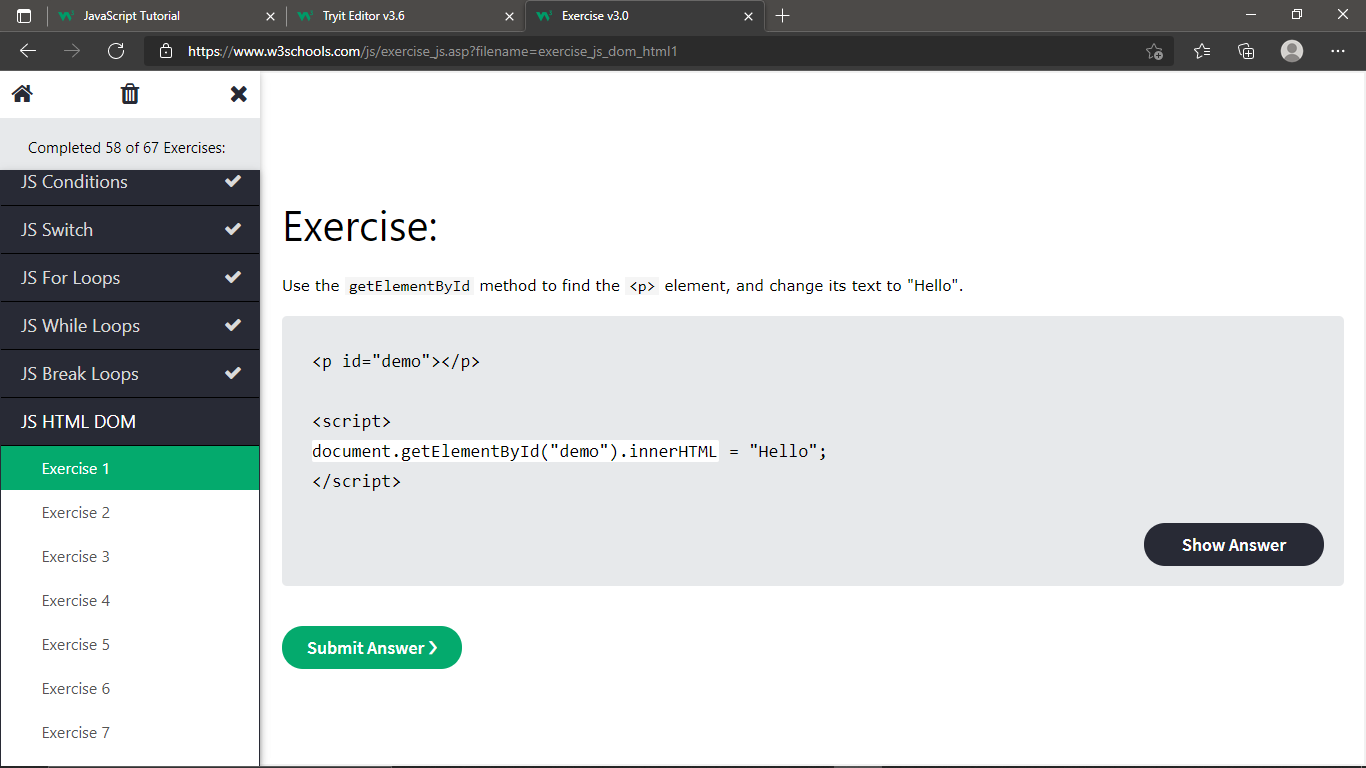 JavaScript Tutorial
Tryit Editor v3.6
Exercise v3.0
https://www.w3schools.com/js/exercise_js.asp?filename=exercise_js_dom_html1
Completed 58 of 67 Exercises:
JS Conditions
JS Switch
JS For Loops
JS While Loops
JS Break Loops
JS HTML DOM
Exercise 1
Exercise 2
Exercise 3
Exercise 4
Exercise 5
Exercise 6
Exercise 7
Exercise:
Use the getElementById method to find the <p> element, and change its text to "Hello".
<p id="demo"></p>
<script>
document.getElementById("demo").innerHTML = "Hello";
</script>
Show Answer
Submit Answer ❯